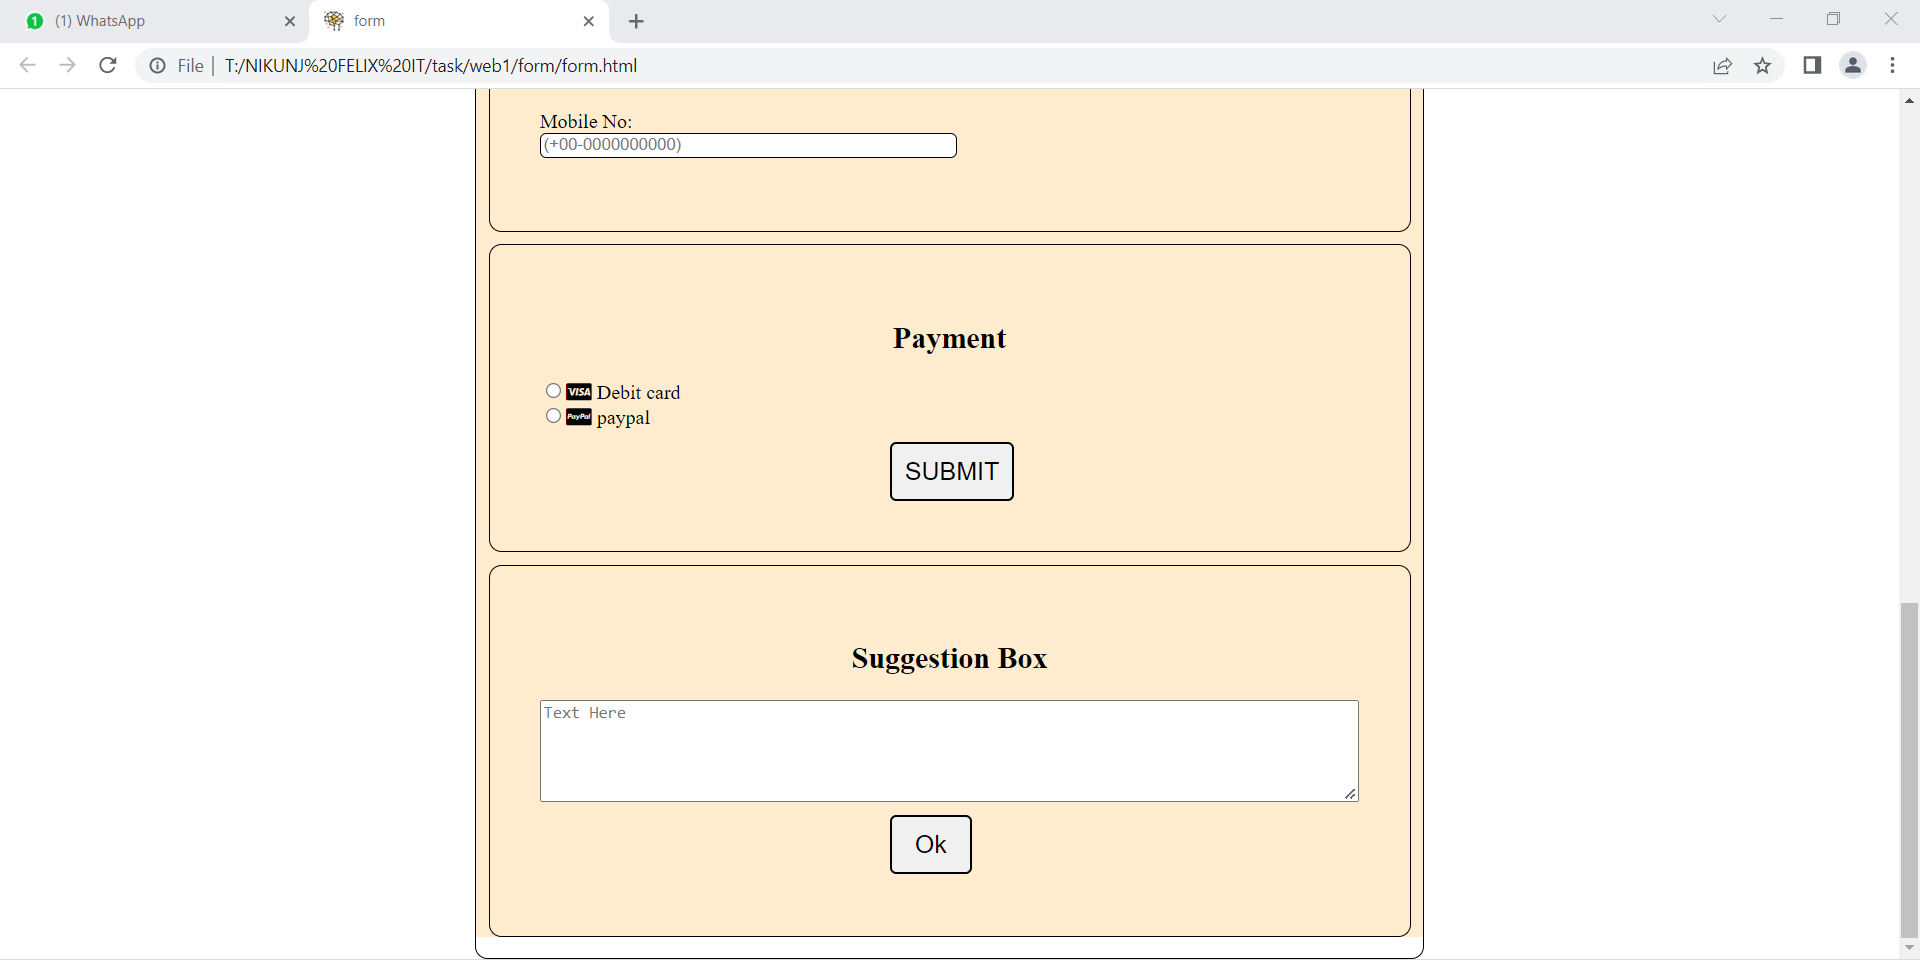 (1) WhatsApp
form
File
T:/NIKUNJ%20FELIX%20IT/task/web1/form/form.html
Mobile No:
(+00-0000000000)
Payment
VISA Debit card
PayPal paypal
SUBMIT
Suggestion Box
Text Here
Ok